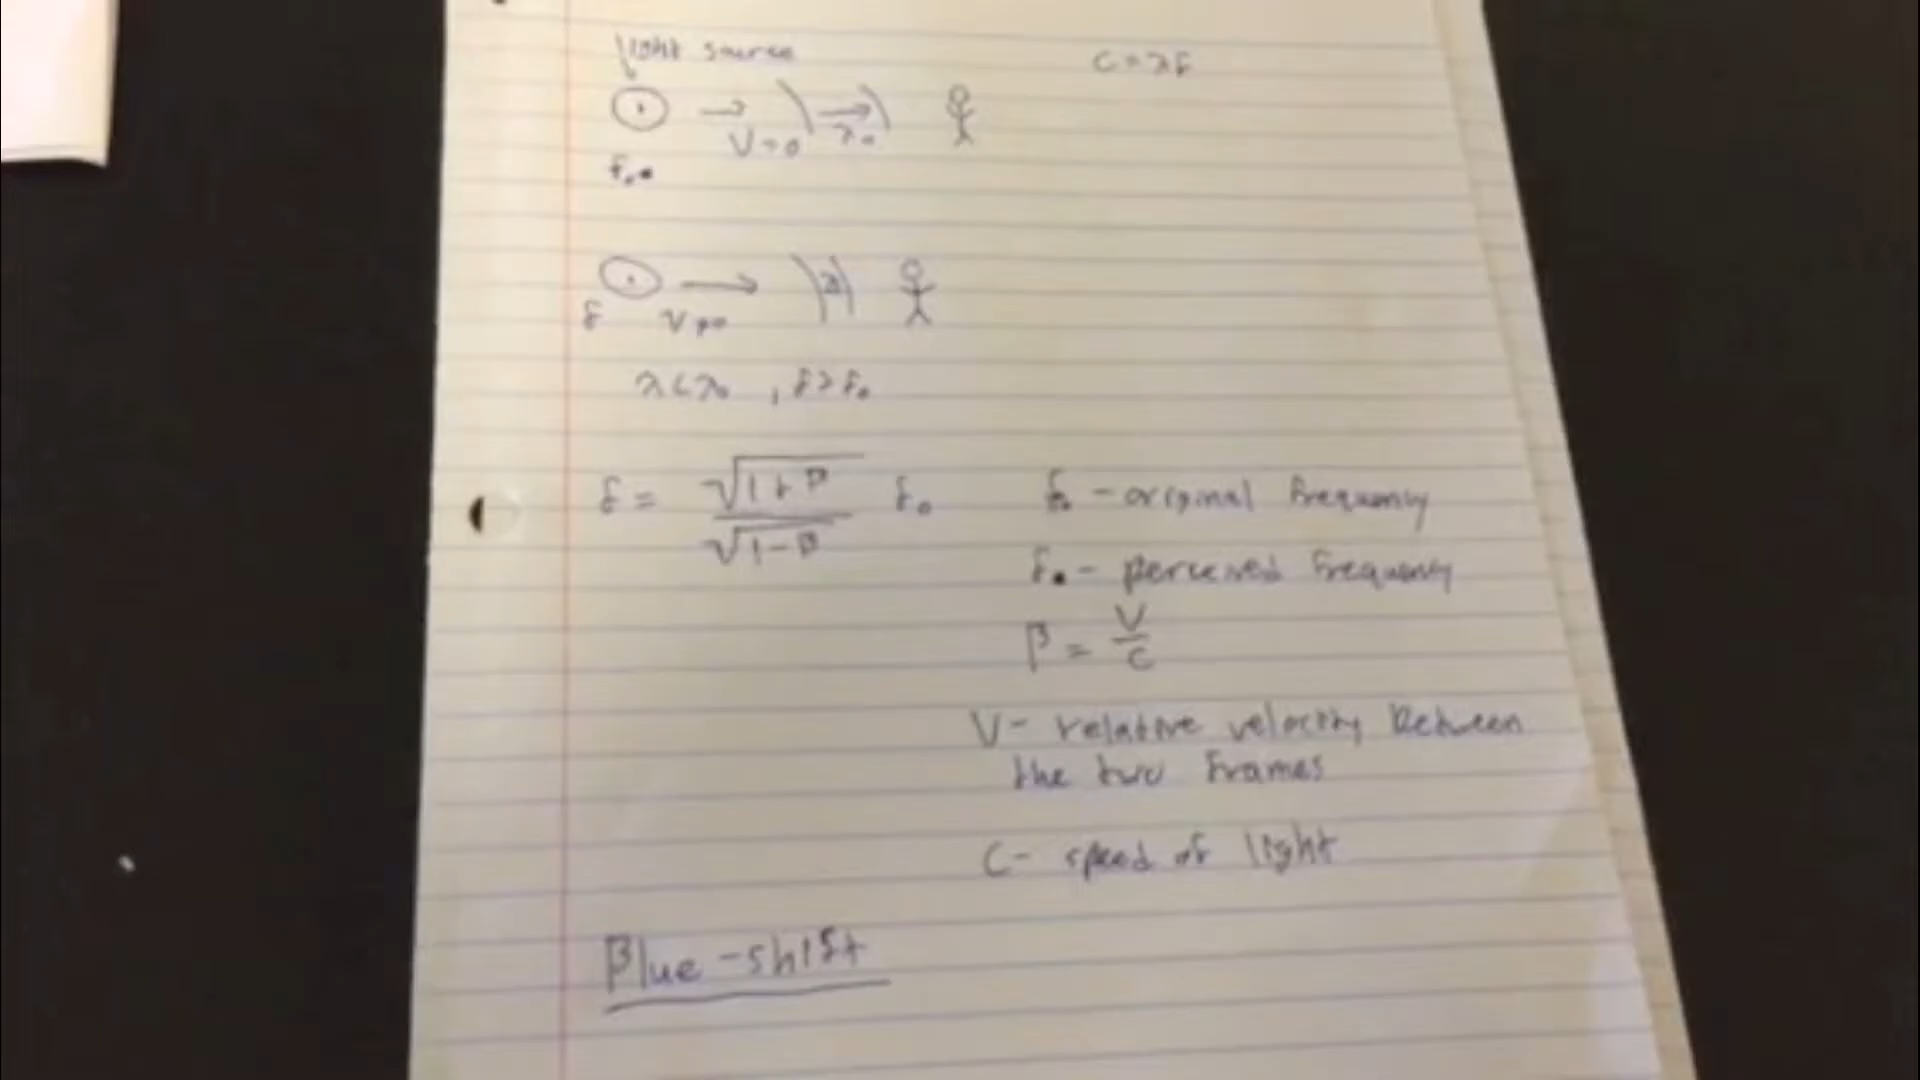 light source
c = λf
V = 0
λ₀
f₀
λ
f
V ≠ 0
λ < λ₀ , f > f₀
f = √1+β / √1-β f₀
f₀ - original frequency
f - perceived frequency
β = V/c
V - relative velocity between
the two frames
C - speed of light
Blue-shift